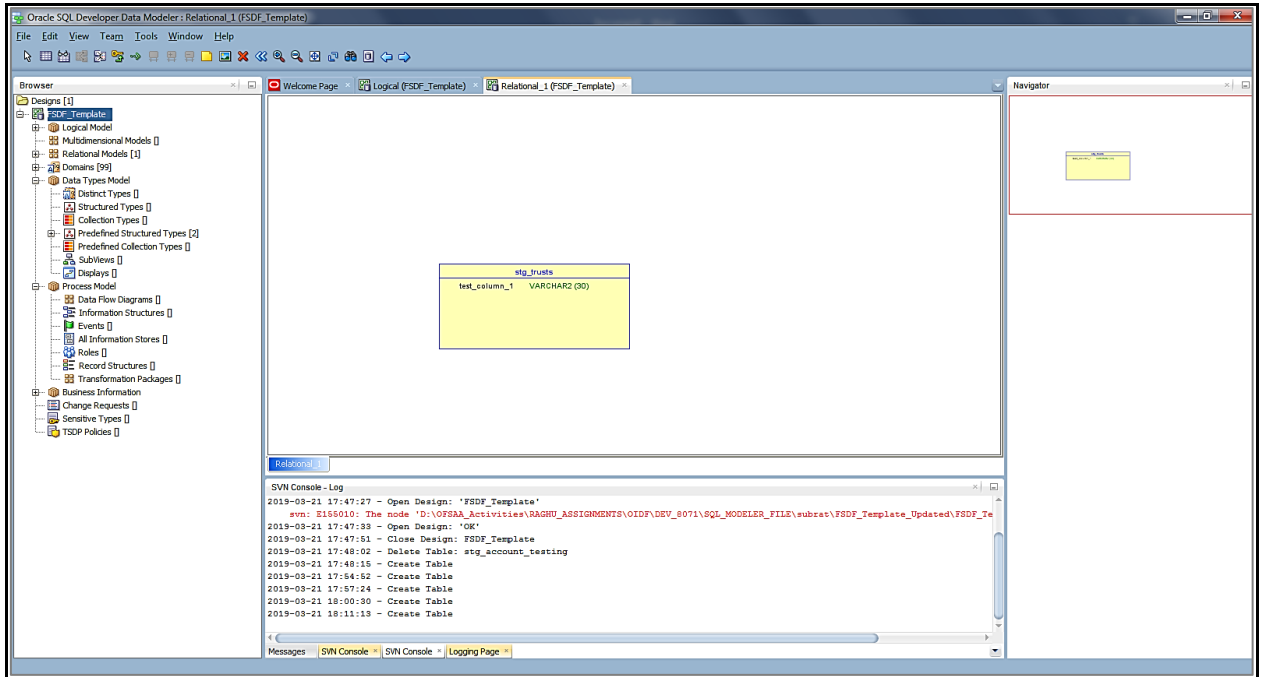 Oracle SQL Developer Data Modeler : Relational_1 (FSDF_Template)
File Edit View Team Tools Window Help
Browser
Designs [1]
FSDF_Template
Logical Model
Multidimensional Models []
Relational Models [1]
Domains [99]
Data Types Model
Distinct Types []
Structured Types []
Collection Types []
Predefined Structured Types [2]
Predefined Collection Types []
SubViews []
Displays []
Process Model
Data Flow Diagrams []
Information Structures []
Events []
All Information Stores []
Roles []
Record Structures []
Transformation Packages []
Business Information
Change Requests []
Sensitive Types []
TSDP Policies []
Welcome Page Logical (FSDF_Template) Relational_1 (FSDF_Template)
stg_trusts
test_column_1 VARCHAR2 (30)
Relational_1
SVN Console - Log
2019-03-21 17:47:27 - Open Design: 'FSDF_Template'
svn: E155010: The node 'D:\OFSAA_Activities\RAGHU_ASSIGNMENTS\OIDF\DEV_8071\SQL_MODELER_FILE\subrat\FSDF_Template_Updated\FSDF_Te
2019-03-21 17:47:33 - Open Design: 'OK'
2019-03-21 17:47:51 - Close Design: FSDF_Template
2019-03-21 17:48:02 - Delete Table: stg_account_testing
2019-03-21 17:48:15 - Create Table
2019-03-21 17:54:52 - Create Table
2019-03-21 17:57:24 - Create Table
2019-03-21 18:00:30 - Create Table
2019-03-21 18:11:13 - Create Table
Messages SVN Console SVN Console Logging Page
Navigator